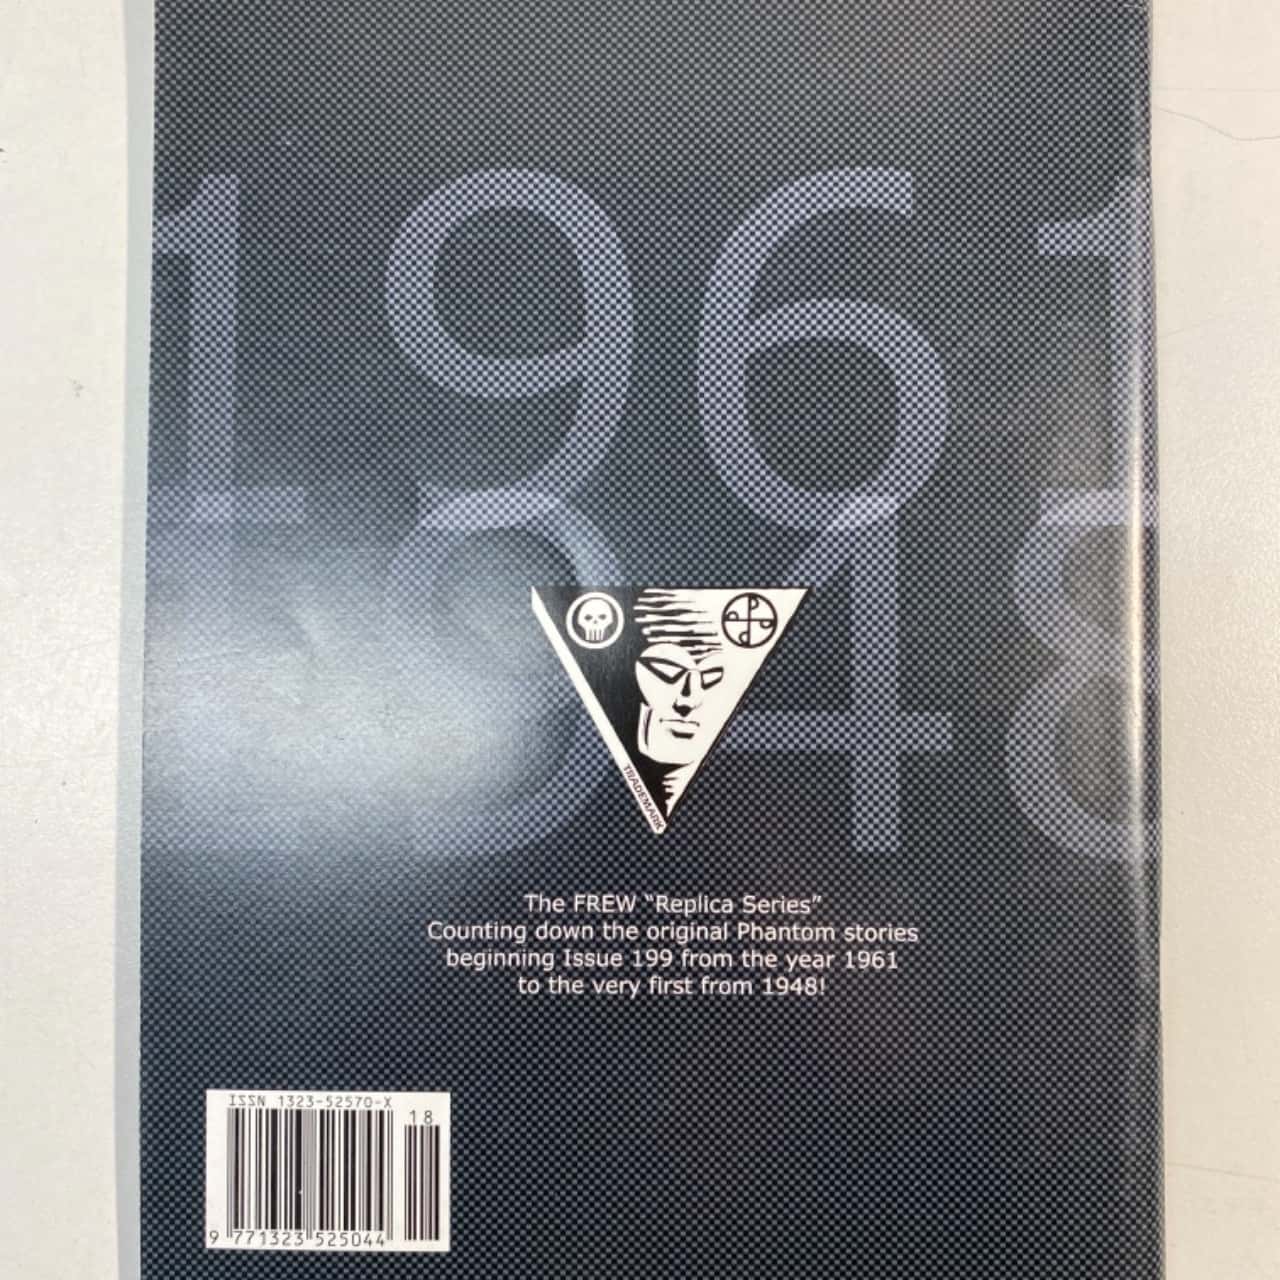 1961
1948
TRADEMARK
The FREW “Replica Series”
Counting down the original Phantom stories
beginning Issue 199 from the year 1961
to the very first from 1948!
ISSN 1323-52570-X
18
9 771323 525044